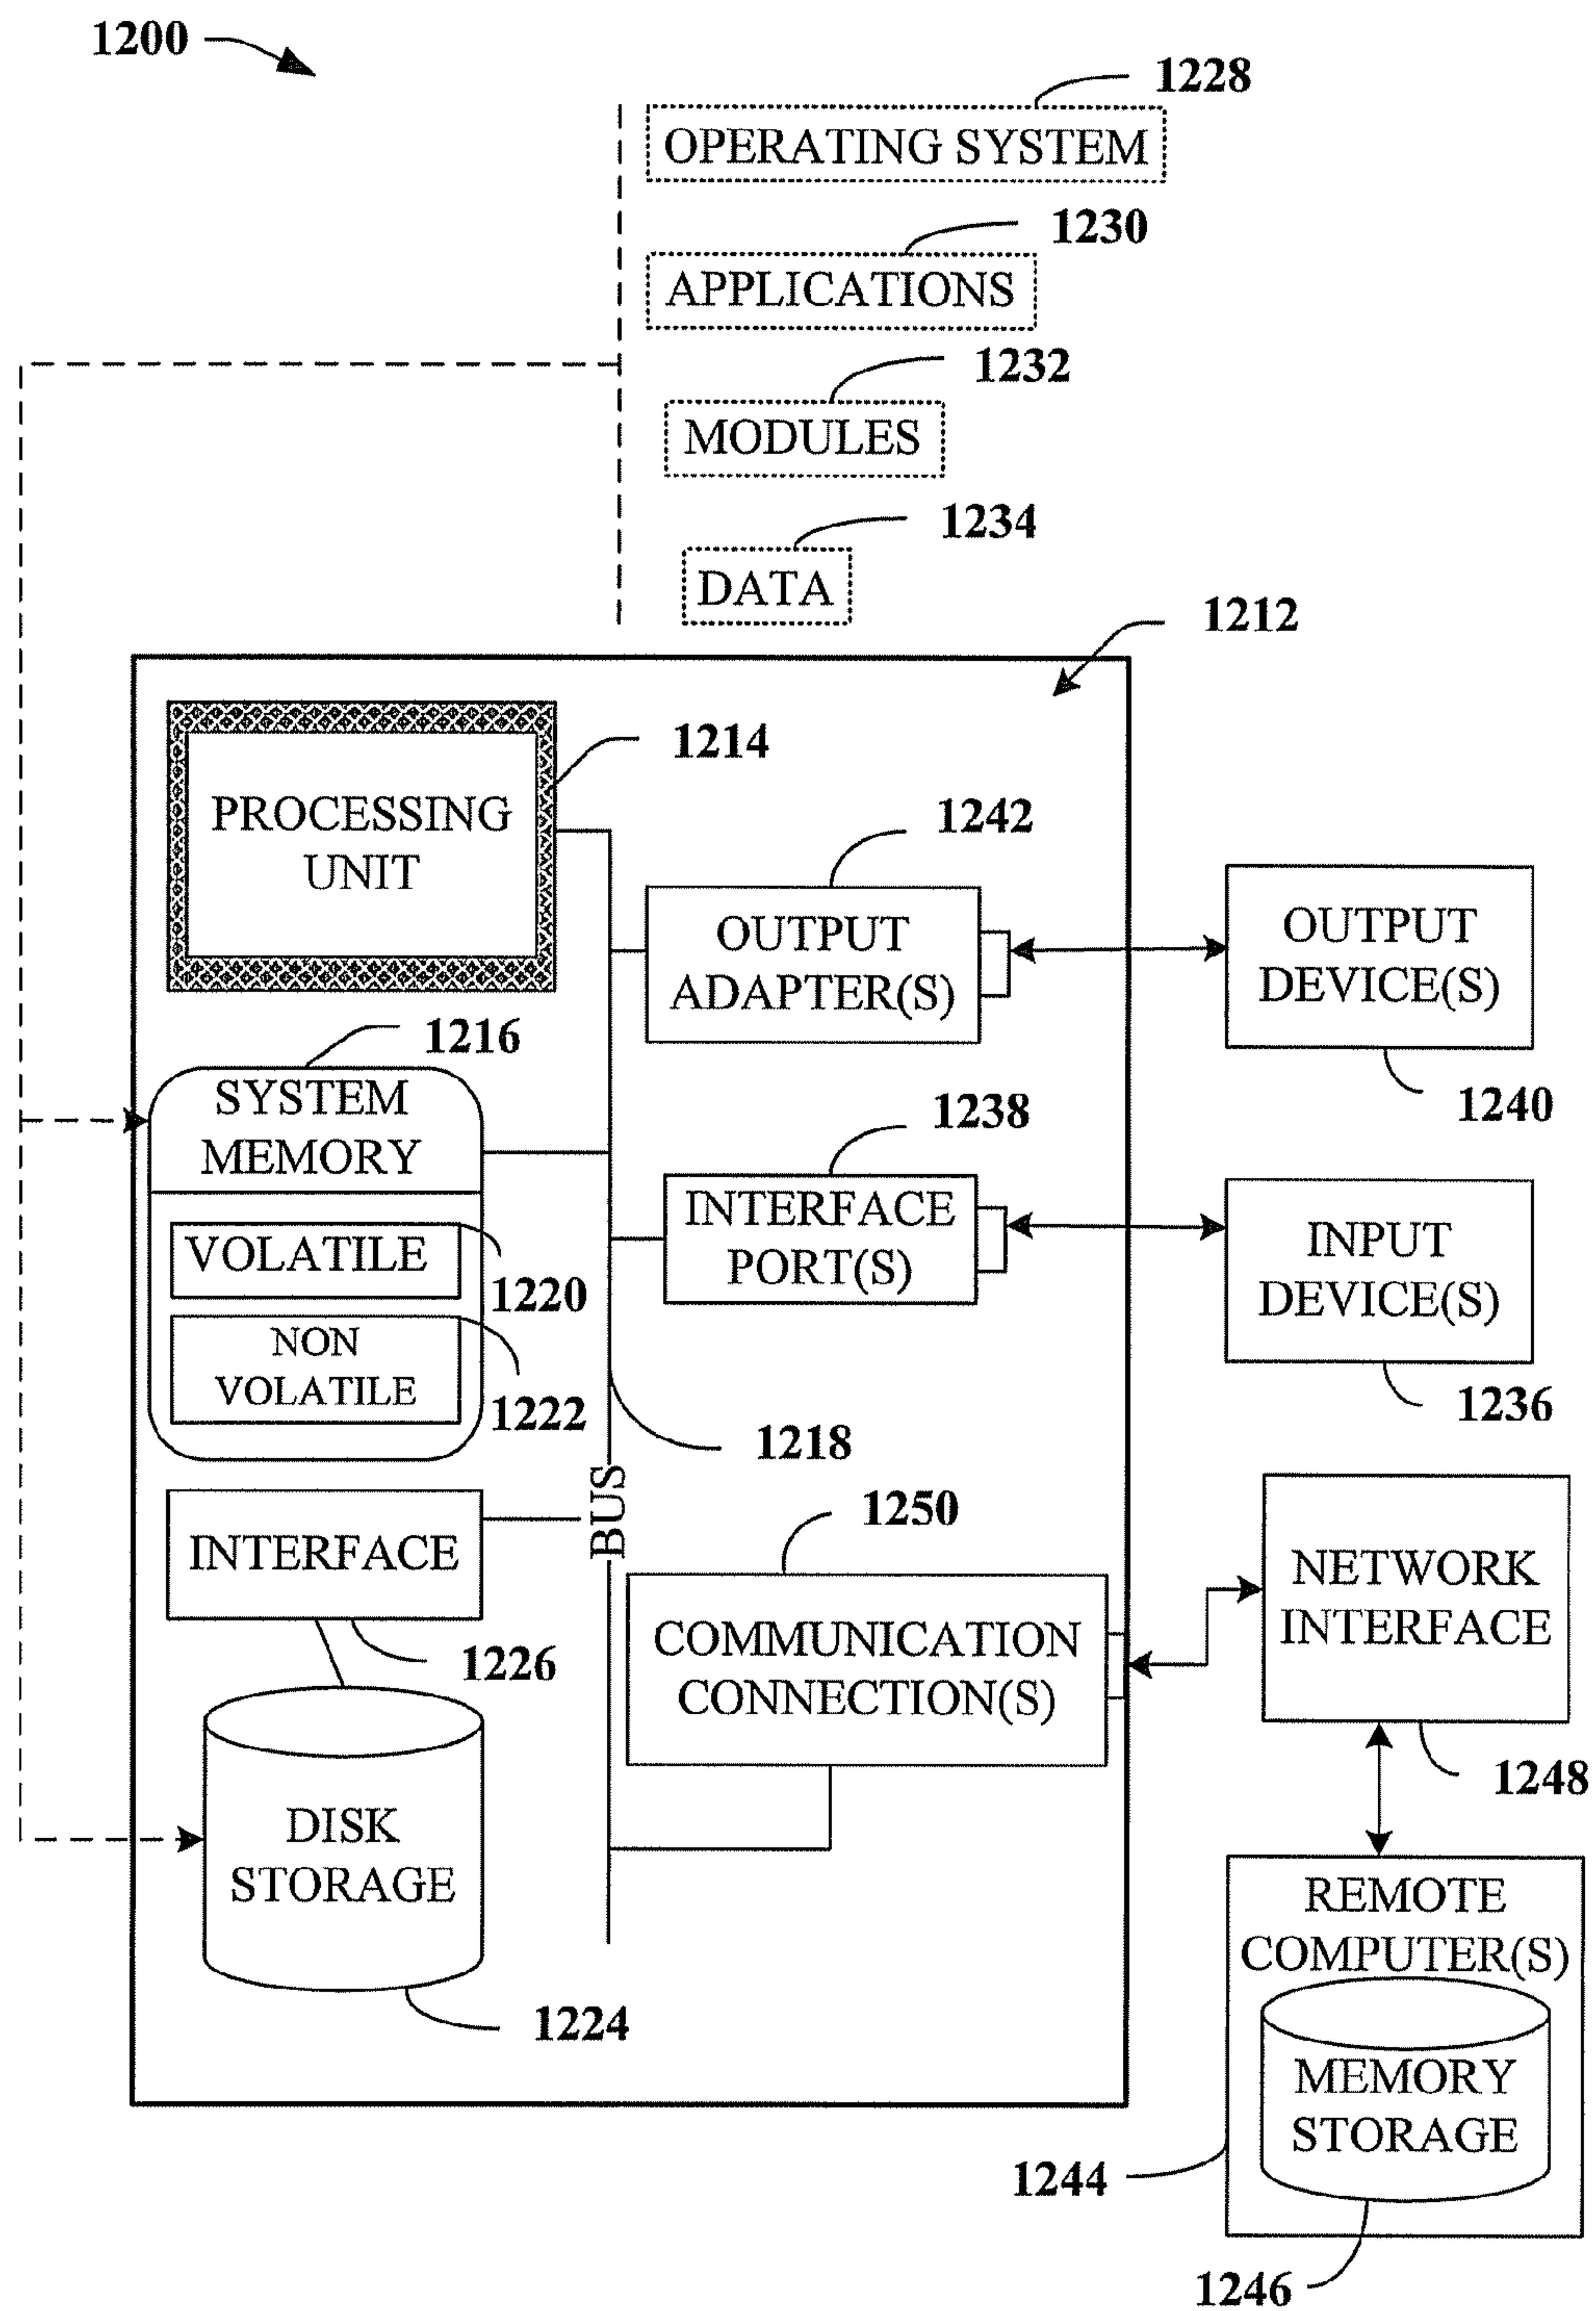 1200
1228
OPERATING SYSTEM
1230
APPLICATIONS
1232
MODULES
1234
DATA
1212
1214
PROCESSING
UNIT
1242
OUTPUT
ADAPTER(S)
OUTPUT
DEVICE(S)
1240
1216
SYSTEM
MEMORY
1238
INTERFACE
PORT(S)
INPUT
DEVICE(S)
1236
VOLATILE
1220
NON
VOLATILE
1222
1218
BUS
1250
INTERFACE
1226
COMMUNICATION
CONNECTION(S)
NETWORK
INTERFACE
1248
DISK
STORAGE
1224
REMOTE
COMPUTER(S)
MEMORY
STORAGE
1244
1246